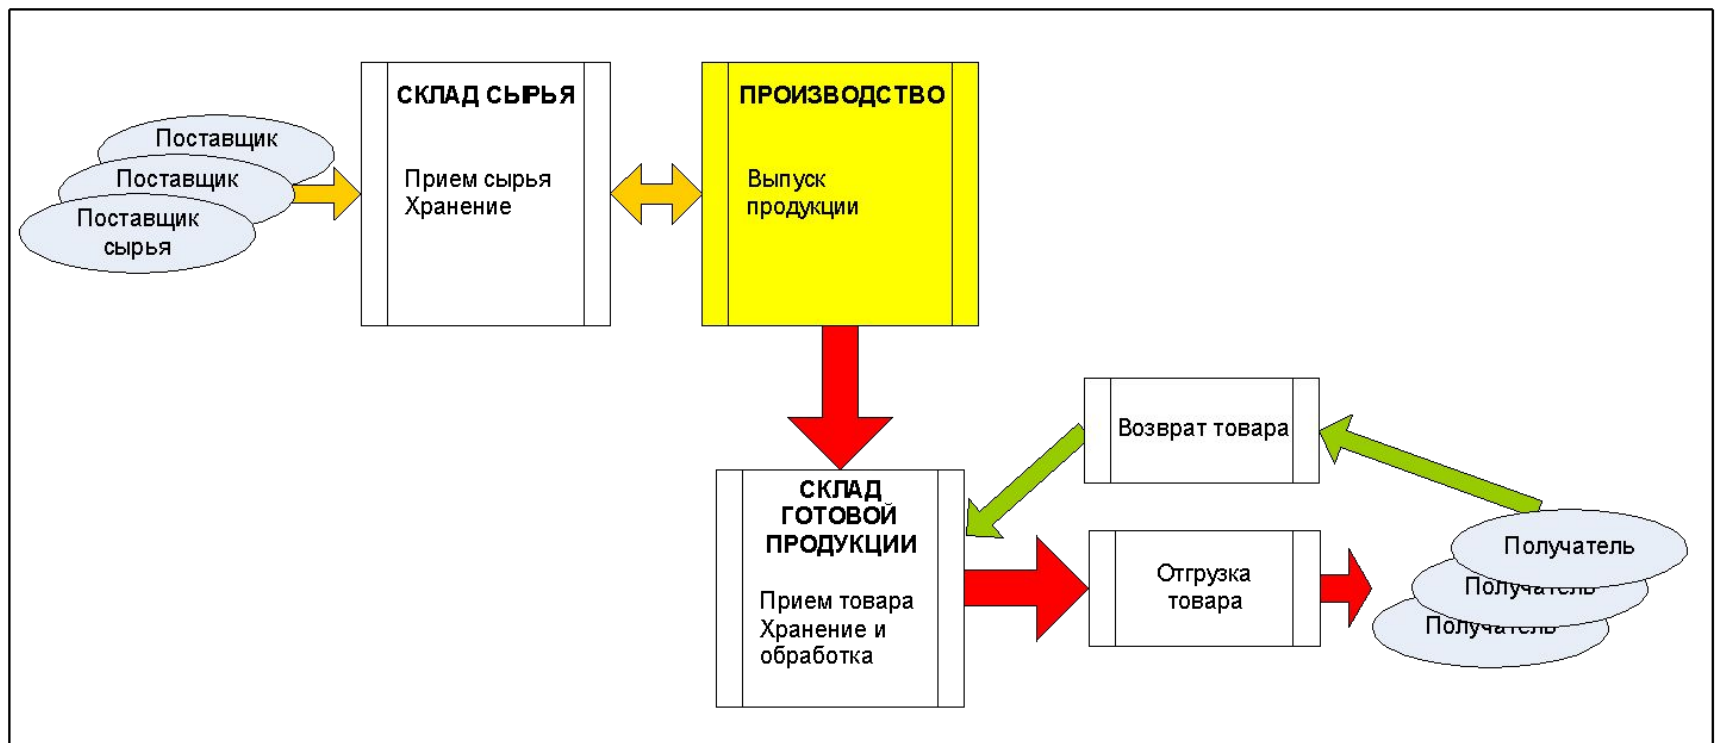 Поставщик
Поставщик
Поставщик
сырья
СКЛАД СЫРЬЯ
Прием сырья
Хранение
ПРОИЗВОДСТВО
Выпуск
продукции
Возврат товара
СКЛАД
ГОТОВОЙ
ПРОДУКЦИИ
Прием товара
Хранение и
обработка
Отгрузка
товара
Получатель
Получатель
Получатель